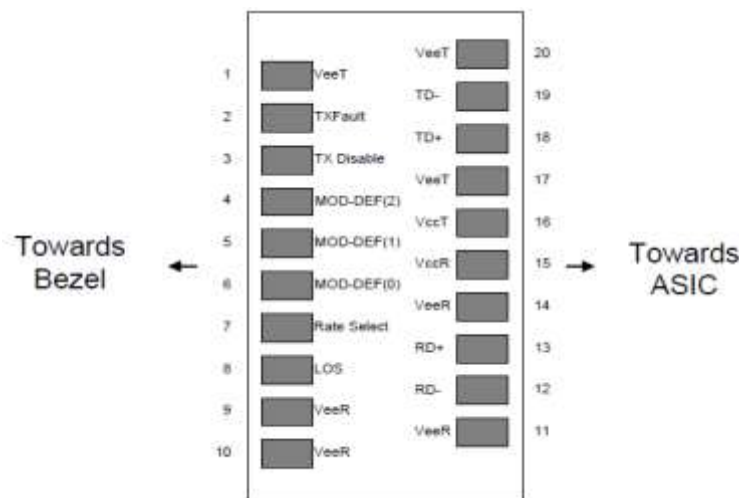 VeeT 20
1 VeeT
TD- 19
2 TXFault
TD+ 18
3 TX Disable
VeeT 17
4 MOD-DEF(2)
VccT 16
5 MOD-DEF(1)
Towards
Bezel
VccR 15
Towards
ASIC
6 MOD-DEF(0)
VeeR 14
7 Rate Select
RD+ 13
8 LOS
RD- 12
9 VeeR
VeeR 11
10 VeeR